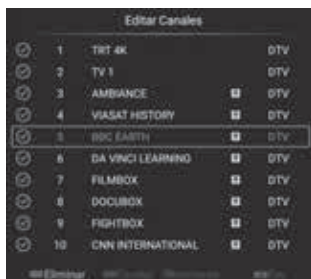 Editar Canales
1 TRT 4K DTV
2 TV 1 DTV
3 AMBIANCE DTV
4 VIASAT HISTORY DTV
5 BBC EARTH DTV
6 DA VINCI LEARNING DTV
7 FILMBOX DTV
8 DOCUBOX DTV
9 FIGHTBOX DTV
10 CNN INTERNATIONAL DTV
Eliminar